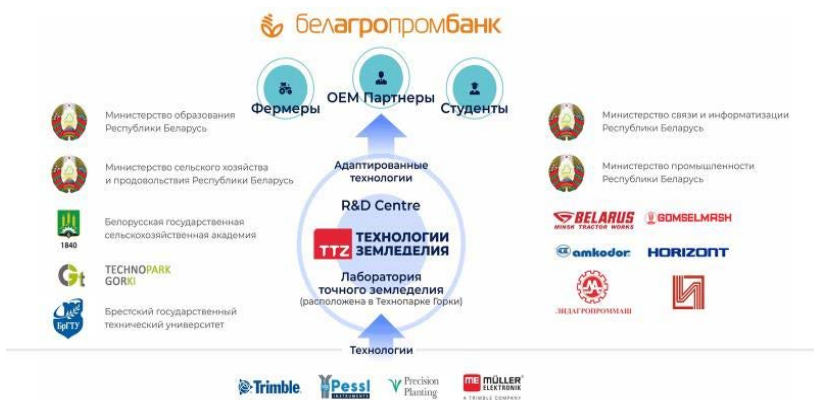 белагропромбанк
Фермеры
OEM Партнеры
Студенты
Министерство образования
Республики Беларусь
Министерство сельского хозяйства
и продовольствия Республики Беларусь
1840
Белорусская государственная
сельскохозяйственная академия
Gt TECHNOPARK
GORKI
БрГТУ
Брестский государственный
технический университет
Адаптированные
технологии
R&D Centre
TTZ ТЕХНОЛОГИИ
ЗЕМЛЕДЕЛИЯ
Лаборатория
точного земледелия
(расположена в Технопарке Горки)
Технологии
Министерство связи и информатизации
Республики Беларусь
Министерство промышленности
Республики Беларусь
BELARUS
MINSK TRACTOR WORKS
GOMSELMASH
amkodor
HORIZONT
ЛИДАГРОПРОММАШ
Trimble
Pessl
INSTRUMENTS
Precision
Planting
ME MÜLLER
ELEKTRONIK
A TRIMBLE COMPANY